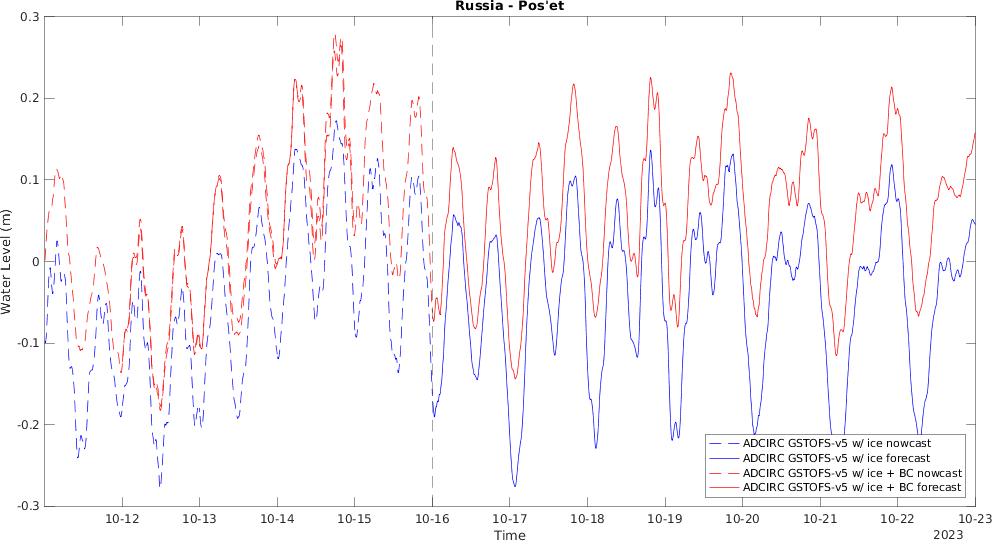 Russia - Pos'et
Water Level (m)
0.3
0.2
0.1
0
-0.1
-0.2
-0.3
ADCIRC GSTOFS-v5 w/ ice nowcast
ADCIRC GSTOFS-v5 w/ ice forecast
ADCIRC GSTOFS-v5 w/ ice + BC nowcast
ADCIRC GSTOFS-v5 w/ ice + BC forecast
10-12 10-13 10-14 10-15 10-16 10-17 10-18 10-19 10-20 10-21 10-22 10-23
Time
2023